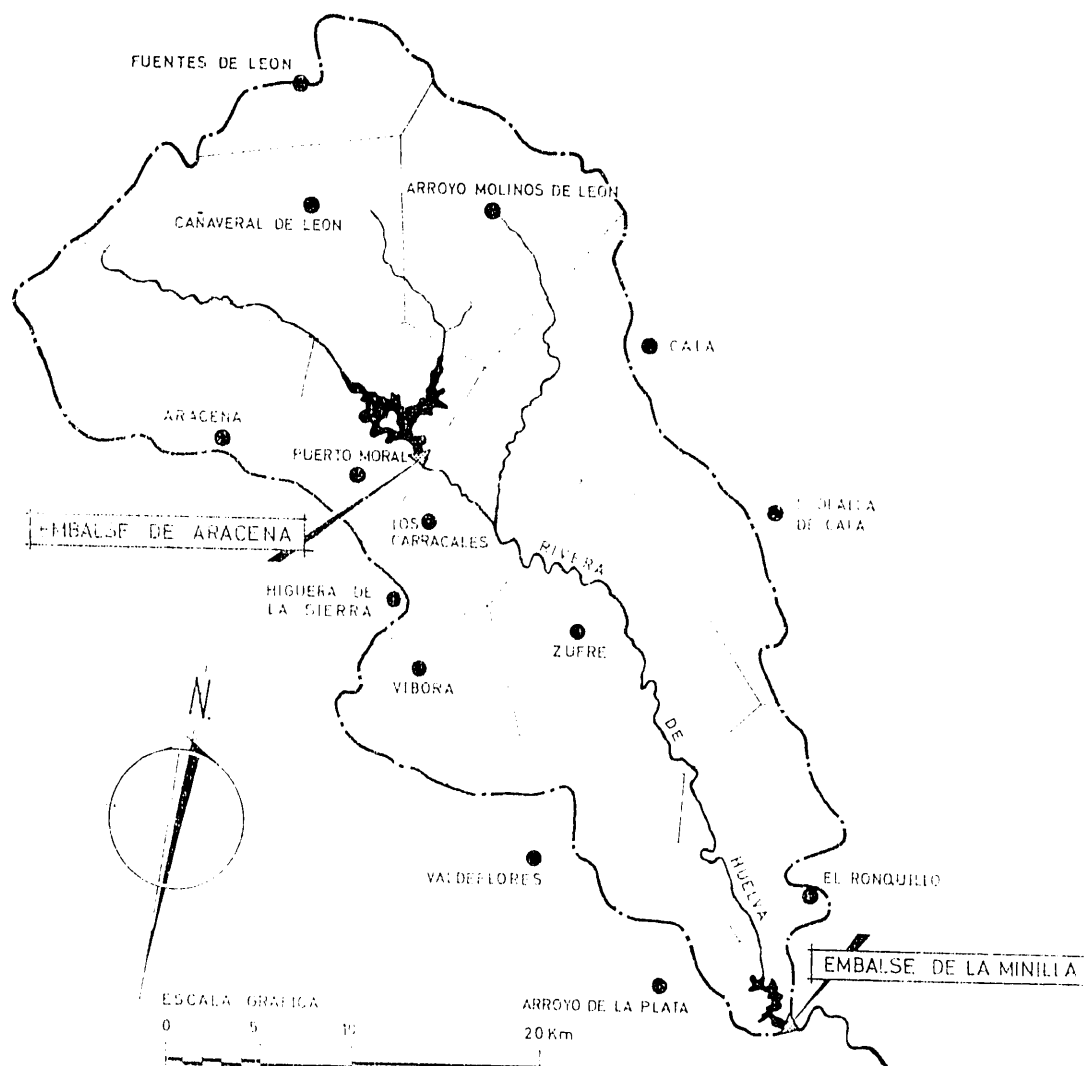 FUENTES DE LEON
ARROYO MOLINOS DE LEON
CAÑAVERAL DE LEON
CALA
ARACENA
PUERTO MORAL
DE CALA
EMBALSE DE ARACENA
LOS
CARRACALES
RIVERA
HIGUERA DE
LA SIERRA
ZUFRE
VIBORA
N.
DE
VALDEFLORES
HUELVA
EL RONQUILLO
EMBALSE DE LA MINILLA
ESCALA GRAFICA
ARROYO DE LA PLATA
0 5 10 20 Km